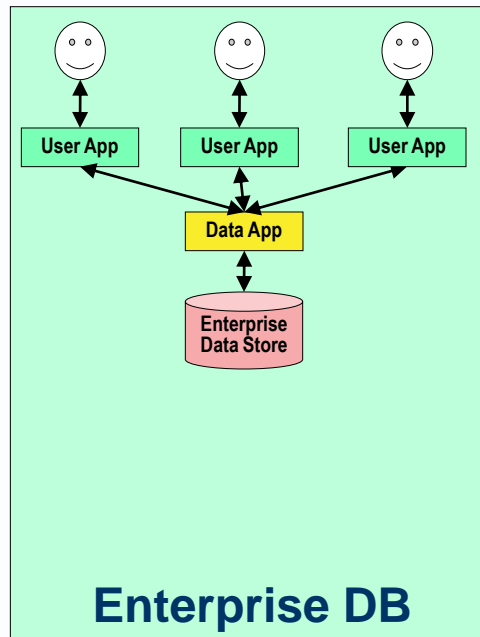 User App
User App
User App
Data App
Enterprise
Data Store
Enterprise DB